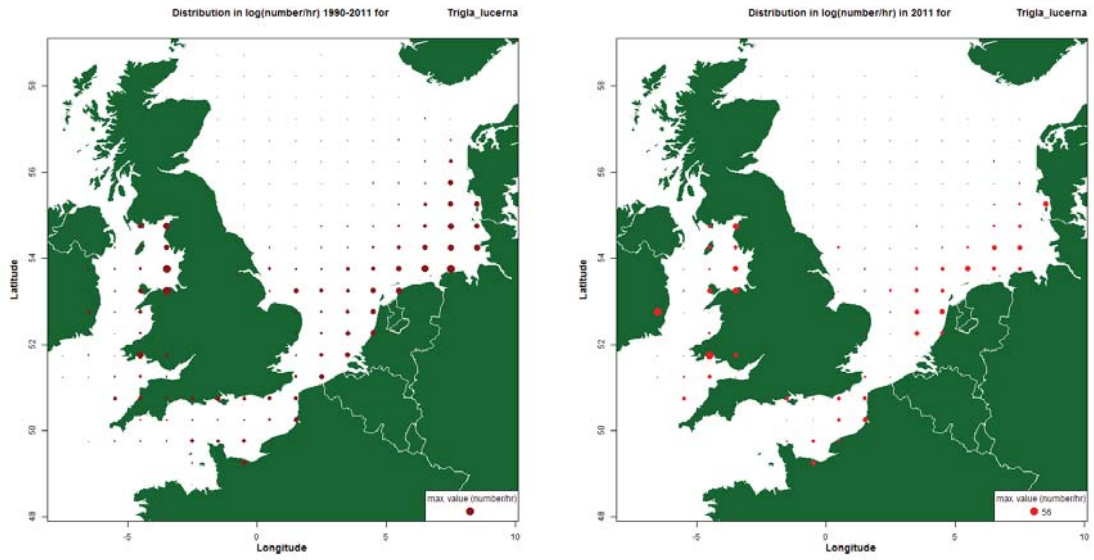 Distribution in log(number/hr) 1990-2011 for Trigla_lucerna
Latitude
58
56
54
52
50
48
-5 0 5 10
Longitude
max value (number/hr)
Distribution in log(number/hr) in 2011 for Trigla_lucerna
Latitude
58
56
54
52
50
48
-5 0 5 10
Longitude
max value (number/hr)
56